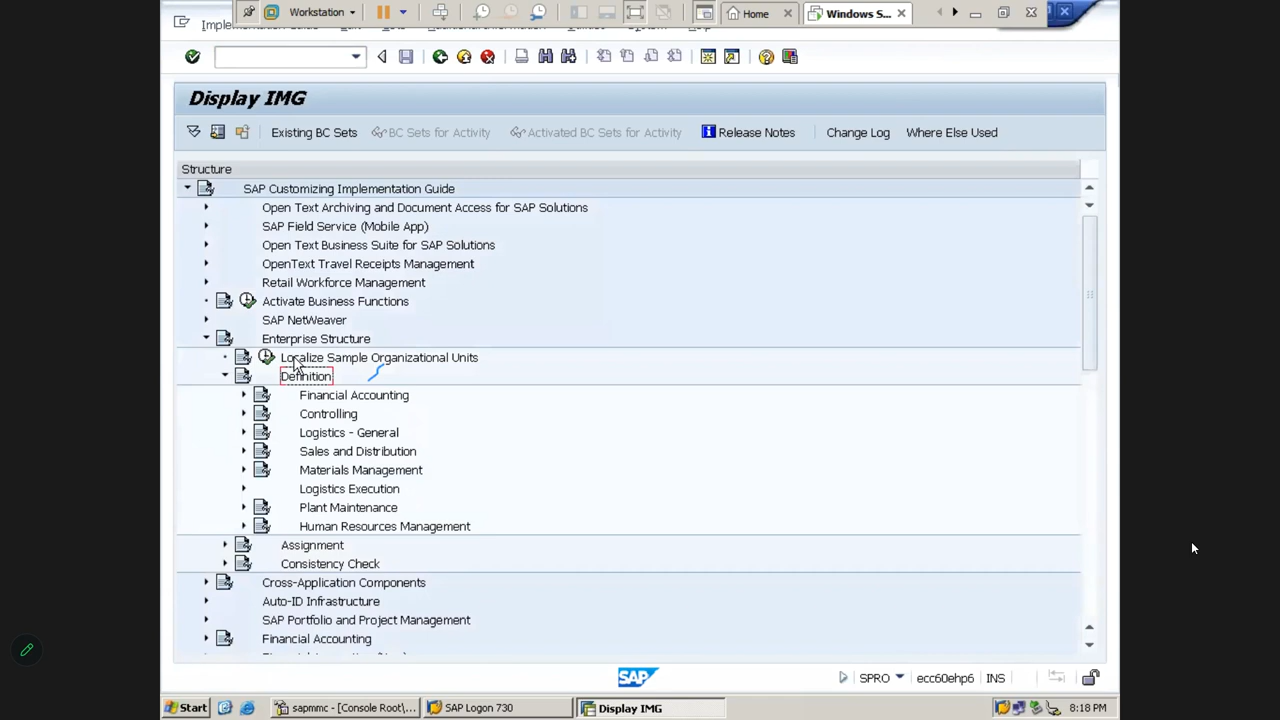 Workstation
Home
Windows S...
Implementation Guide
Display IMG
Existing BC Sets
BC Sets for Activity
Activated BC Sets for Activity
Release Notes
Change Log
Where Else Used
Structure
SAP Customizing Implementation Guide
Open Text Archiving and Document Access for SAP Solutions
SAP Field Service (Mobile App)
Open Text Business Suite for SAP Solutions
OpenText Travel Receipts Management
Retail Workforce Management
Activate Business Functions
SAP NetWeaver
Enterprise Structure
Localize Sample Organizational Units
Definition
Financial Accounting
Controlling
Logistics - General
Sales and Distribution
Materials Management
Logistics Execution
Plant Maintenance
Human Resources Management
Assignment
Consistency Check
Cross-Application Components
Auto-ID Infrastructure
SAP Portfolio and Project Management
Financial Accounting
SAP
SPRO
ecc60ehp6
INS
Start
sapmmc - [Console Root\...
SAP Logon 730
Display IMG
8:18 PM